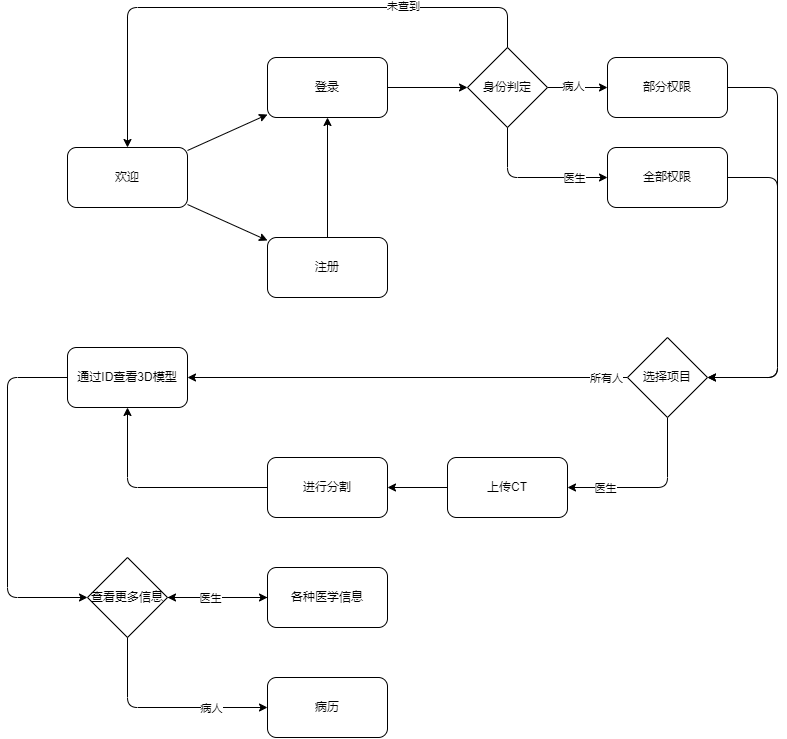 未查到
登录
身份判定
病人
部分权限
欢迎
医生
全部权限
注册
通过ID查看3D模型
所有人
选择项目
进行分割
上传CT
医生
查看更多信息
医生
各种医学信息
病人
病历